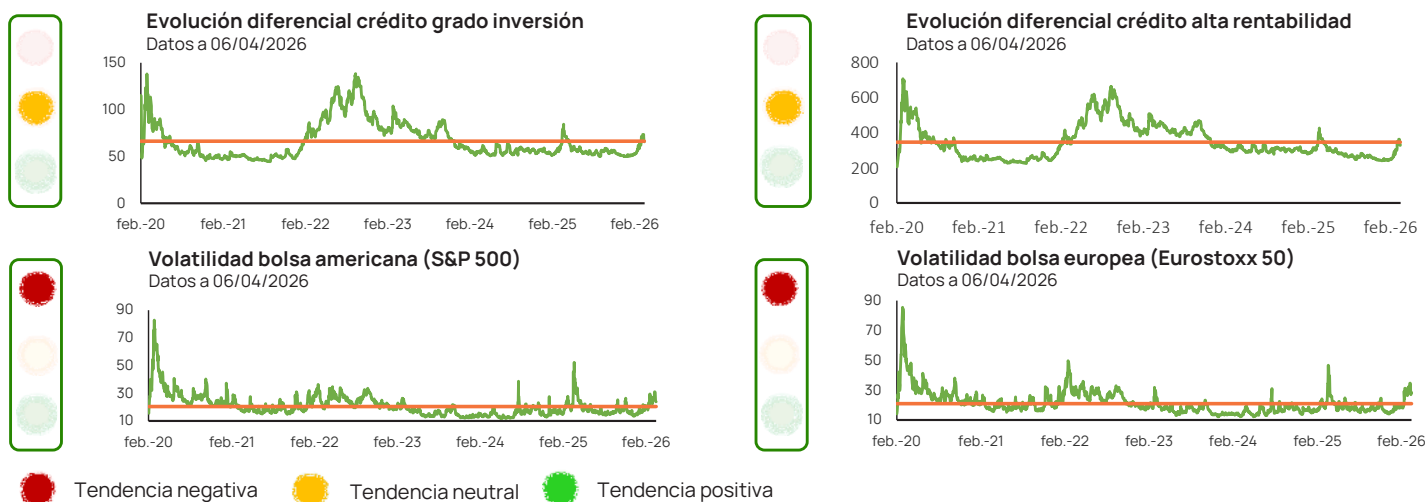 Evolución diferencial crédito grado inversión
Datos a 06/04/2026
150
100
50
0
feb.-20 feb.-21 feb.-22 feb.-23 feb.-24 feb.-25 feb.-26
Evolución diferencial crédito alta rentabilidad
Datos a 06/04/2026
800
600
400
200
0
feb.-20 feb.-21 feb.-22 feb.-23 feb.-24 feb.-25 feb.-26
Volatilidad bolsa americana (S&P 500)
Datos a 06/04/2026
90
70
50
30
10
feb.-20 feb.-21 feb.-22 feb.-23 feb.-24 feb.-25 feb.-26
Volatilidad bolsa europea (Eurostoxx 50)
Datos a 06/04/2026
90
70
50
30
10
feb.-20 feb.-21 feb.-22 feb.-23 feb.-24 feb.-25 feb.-26
Tendencia negativa Tendencia neutral Tendencia positiva